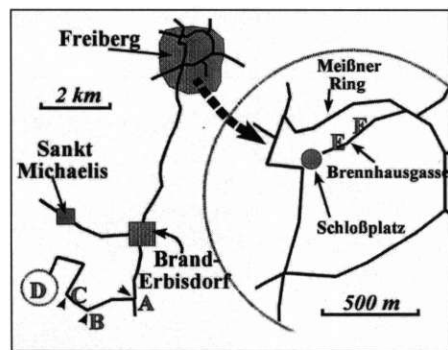 Freiberg
2 km
Meißner
Ring
F
E
Sankt
Michaelis
Brennhausgasse
Schloßplatz
Brand-
Erbisdorf
D
C
A
B
500 m